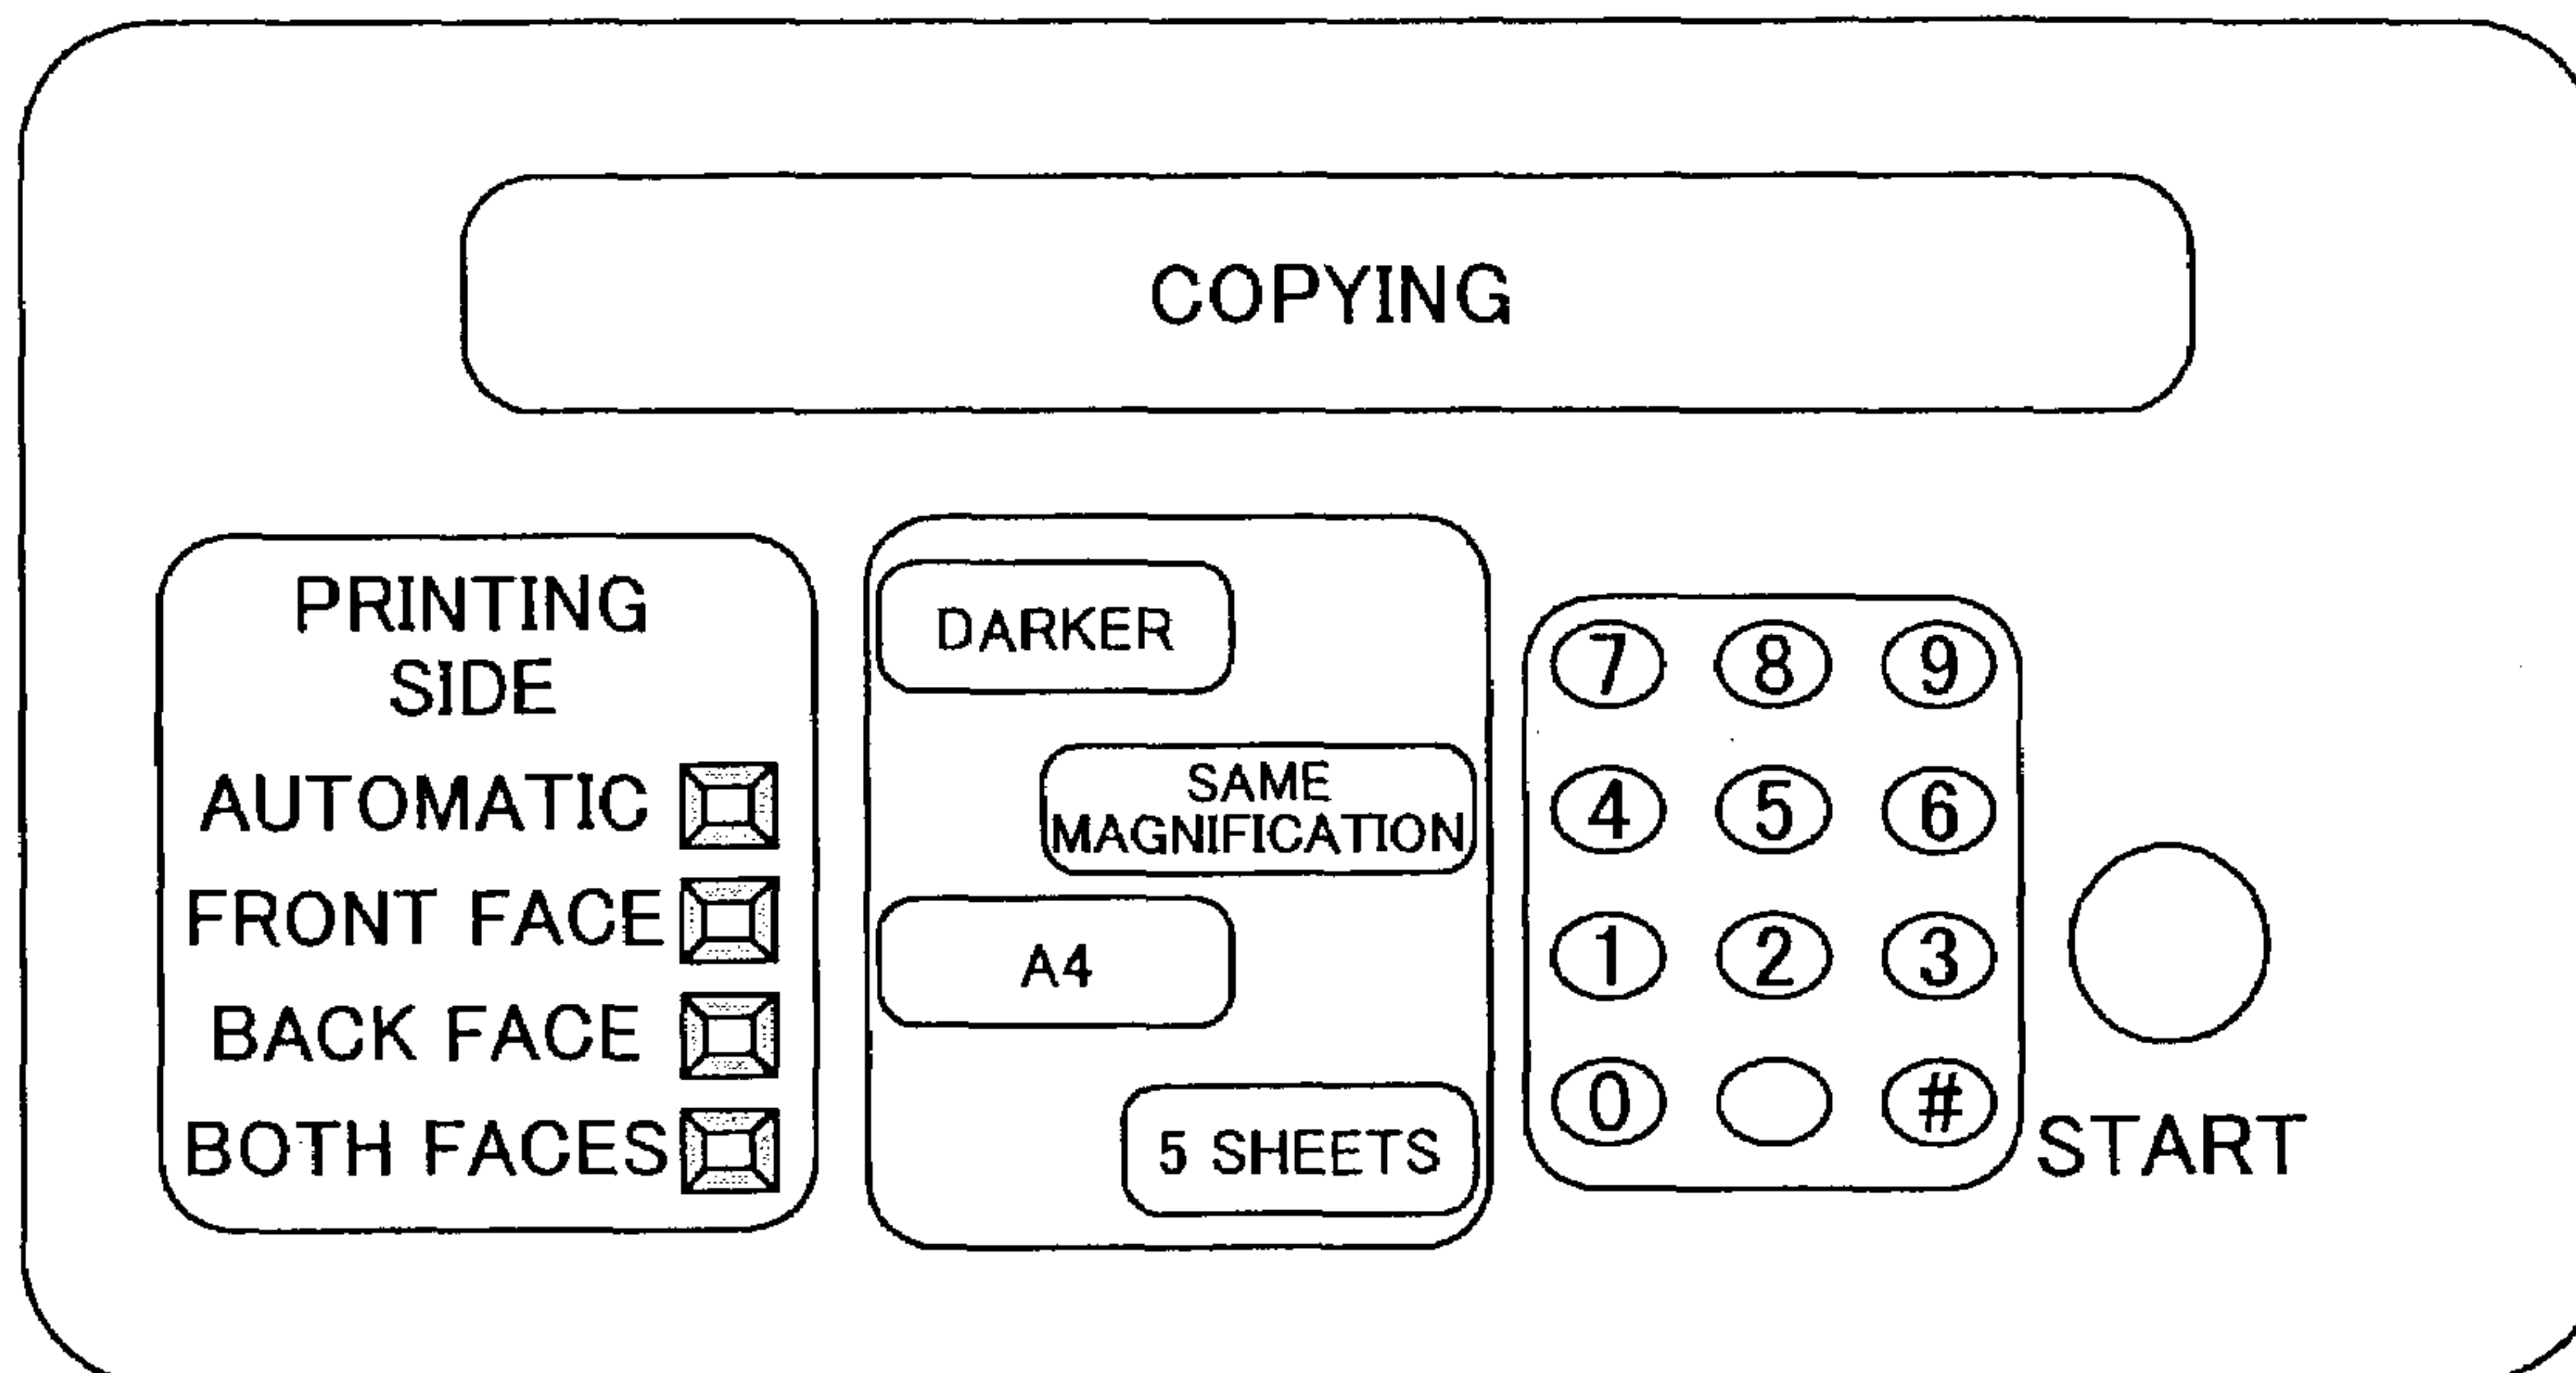 COPYING
PRINTING
SIDE
AUTOMATIC
FRONT FACE
BACK FACE
BOTH FACES
DARKER
SAME
MAGNIFICATION
A4
5 SHEETS
7 8 9
4 5 6
1 2 3
0 #
START